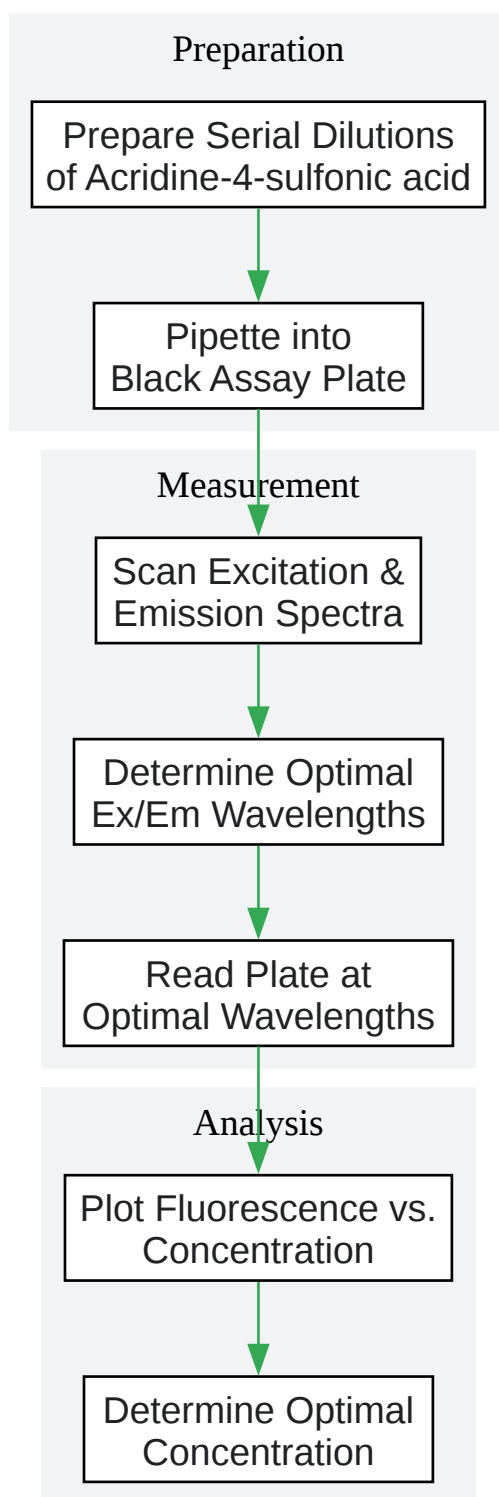 Preparation
Prepare Serial Dilutions
of Acridine-4-sulfonic acid
Pipette into
Black Assay Plate
Measurement
Scan Excitation &
Emission Spectra
Determine Optimal
Ex/Em Wavelengths
Read Plate at
Optimal Wavelengths
Analysis
Plot Fluorescence vs.
Concentration
Determine Optimal
Concentration